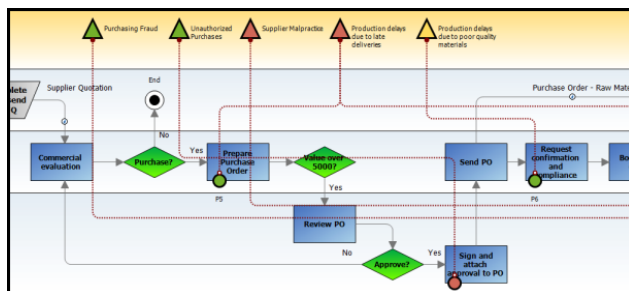 Purchasing Fraud
Unauthorized
Purchases
Supplier Malpractice
Production delays
due to late
deliveries
Production delays
due to poor quality
materials
plete
send
Q
Supplier Quotation
End
Purchase Order - Raw Mate
No
Commercial
evaluation
Purchase?
Yes
Prepare
Purchase
Order
Value over
5000?
Send PO
Request
confirmation
and
compliance
Bo
P5
Yes
P6
Review PO
No
Approve?
Yes
Sign and
attach
approval to PO